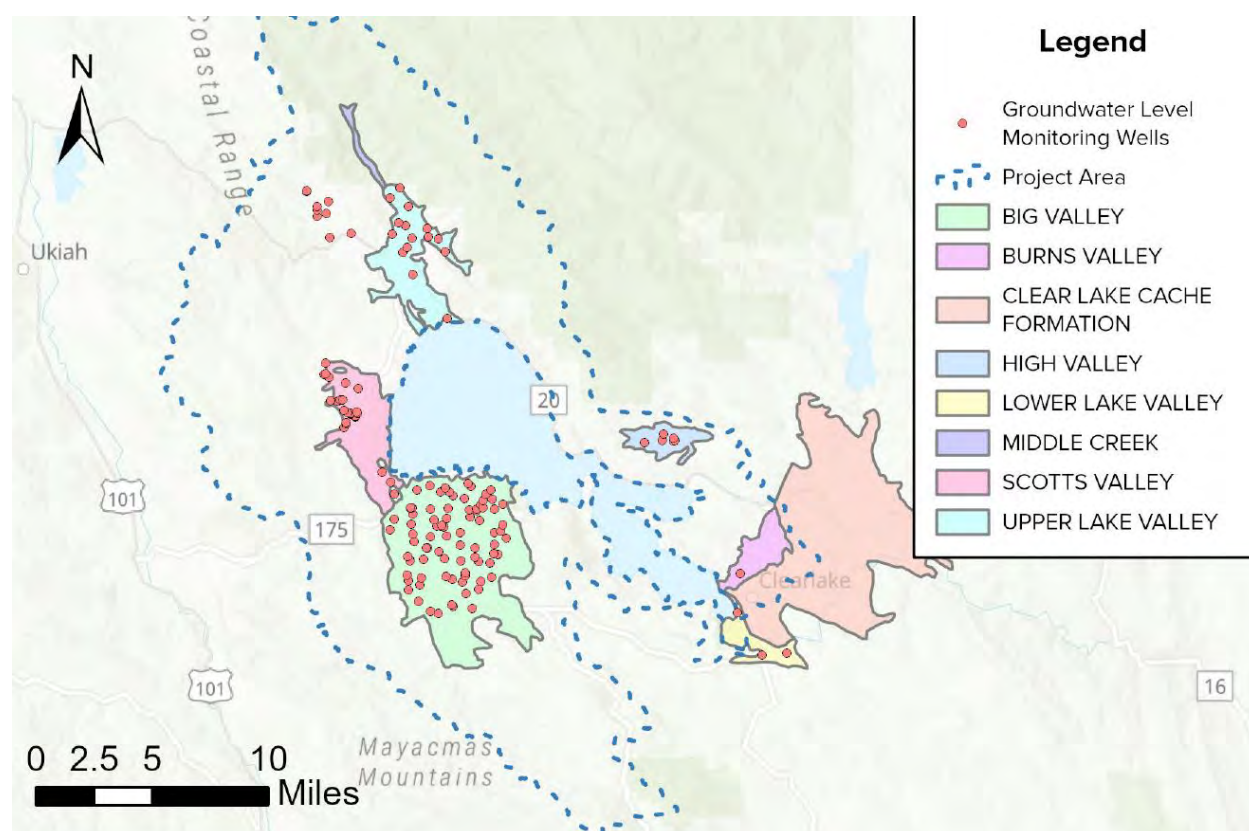 Coastal Range
N
Ukiah
20
101
175
Clearlake
101
16
Mayacmas
Mountains
0 2.5 5 10
Miles
Legend
Groundwater Level
Monitoring Wells
Project Area
BIG VALLEY
BURNS VALLEY
CLEAR LAKE CACHE
FORMATION
HIGH VALLEY
LOWER LAKE VALLEY
MIDDLE CREEK
SCOTTS VALLEY
UPPER LAKE VALLEY